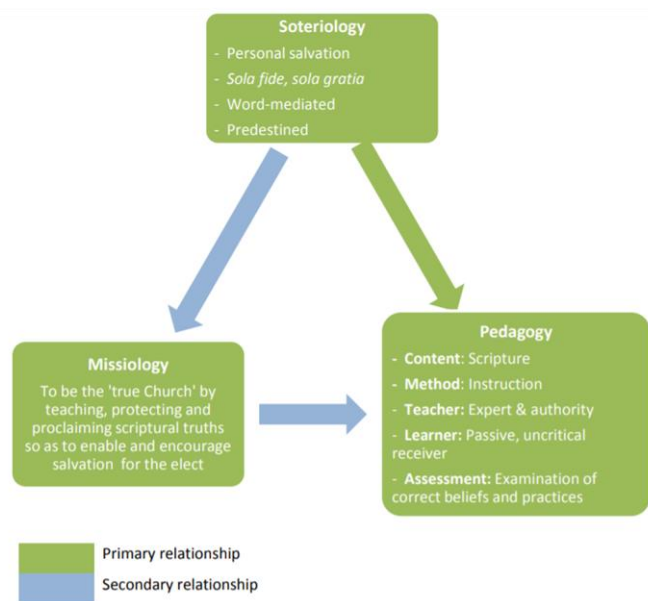 Soteriology
- Personal salvation
- Sola fide, sola gratia
- Word-mediated
- Predestined
Missiology
To be the 'true Church' by
teaching, protecting and
proclaiming scriptural truths
so as to enable and encourage
salvation for the elect
Pedagogy
- Content: Scripture
- Method: Instruction
- Teacher: Expert & authority
- Learner: Passive, uncritical
receiver
- Assessment: Examination of
correct beliefs and practices
Primary relationship
Secondary relationship